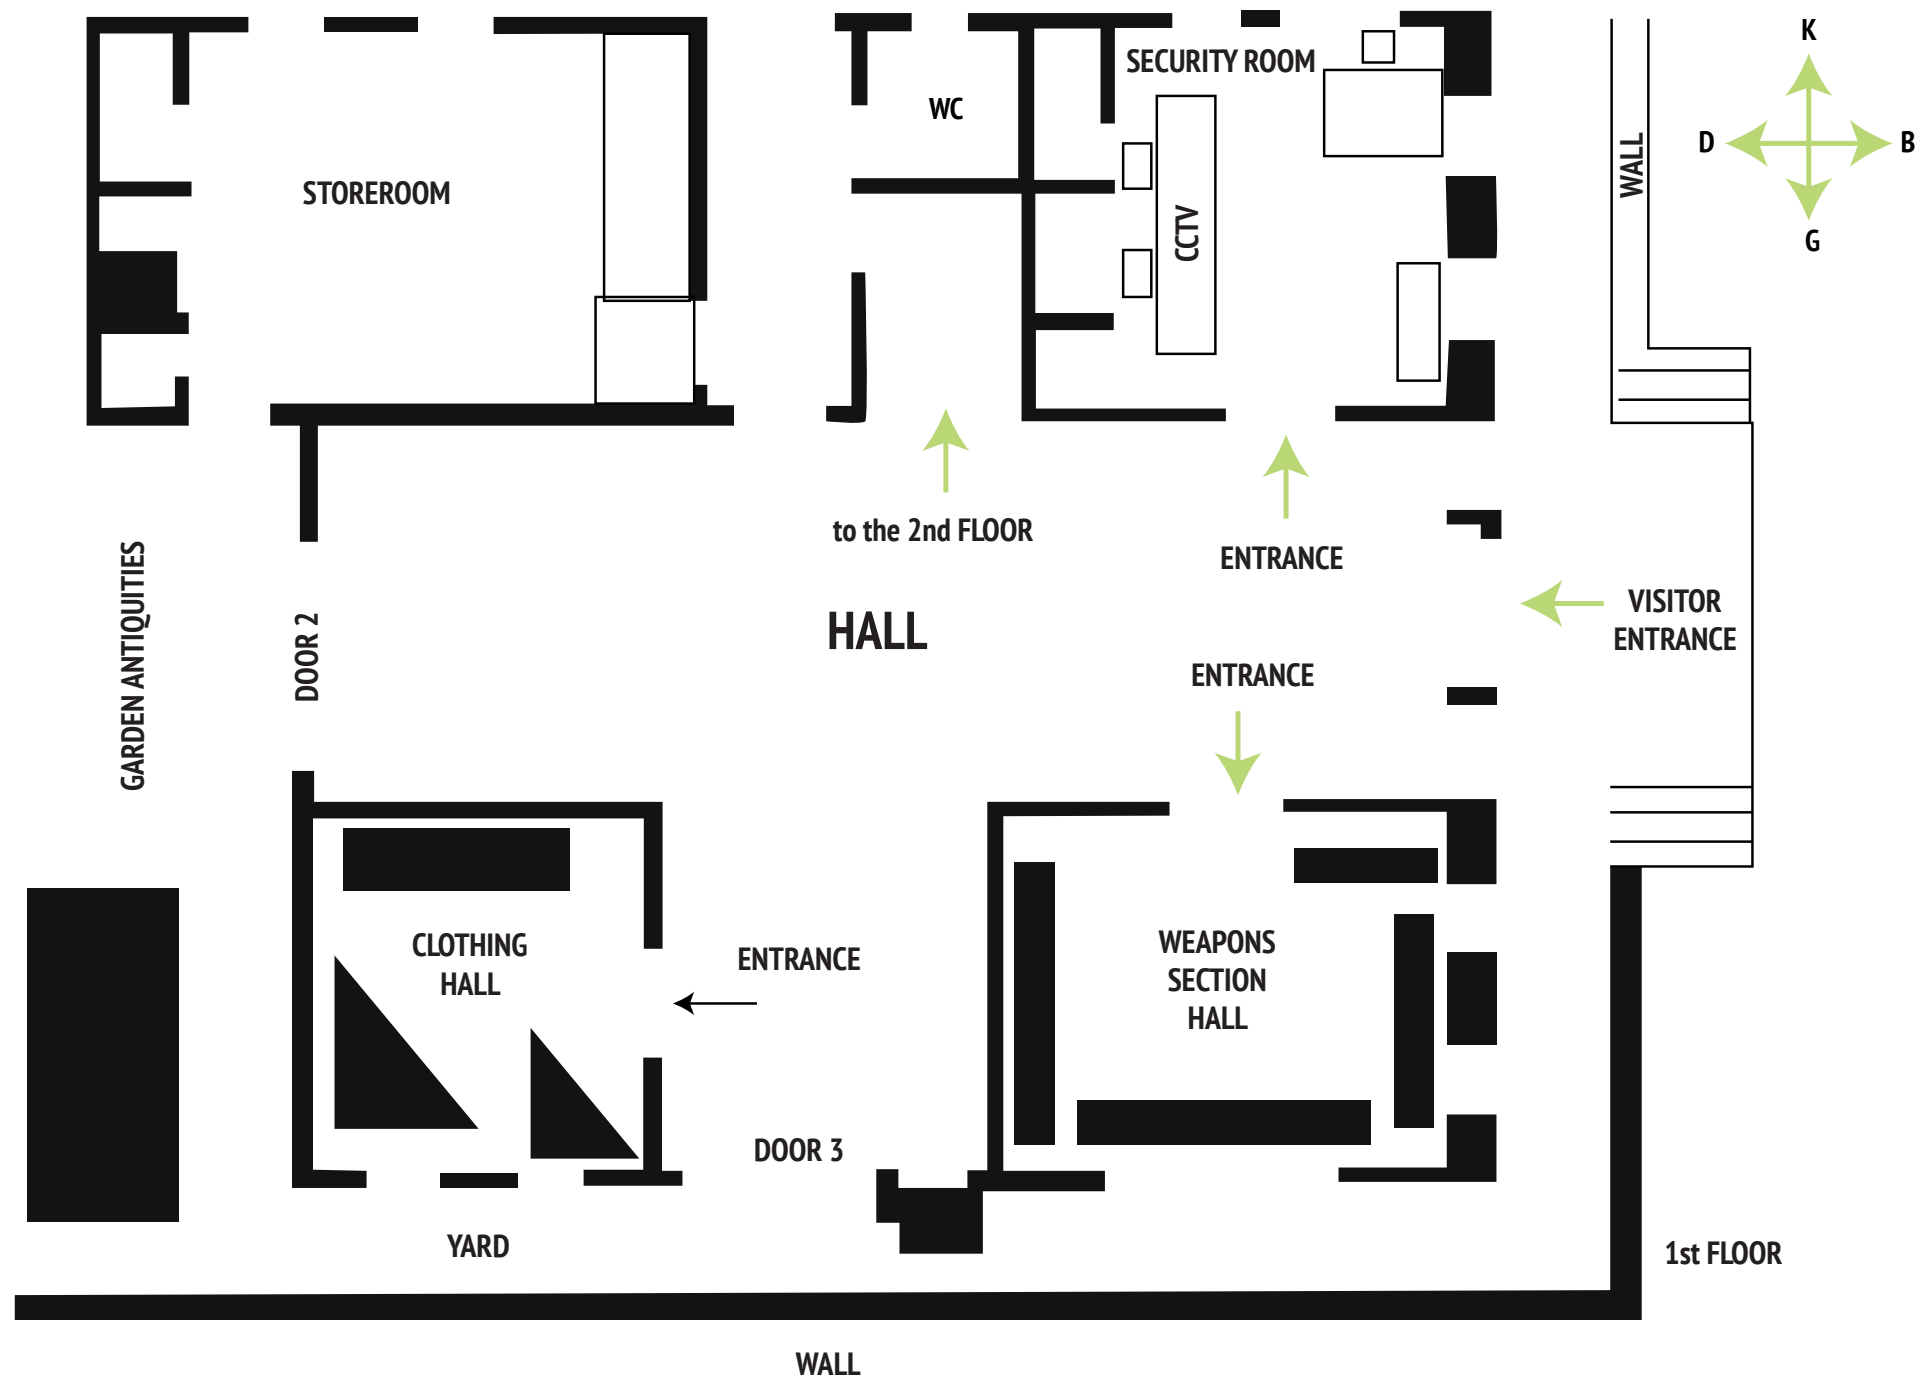 K
SECURITY ROOM
WC
D
B
WALL
STOREROOM
CCTV
G
to the 2nd FLOOR
ENTRANCE
GARDEN ANTIQUITIES
DOOR 2
HALL
VISITOR
ENTRANCE
ENTRANCE
CLOTHING
HALL
ENTRANCE
WEAPONS
SECTION
HALL
DOOR 3
YARD
1st FLOOR
WALL